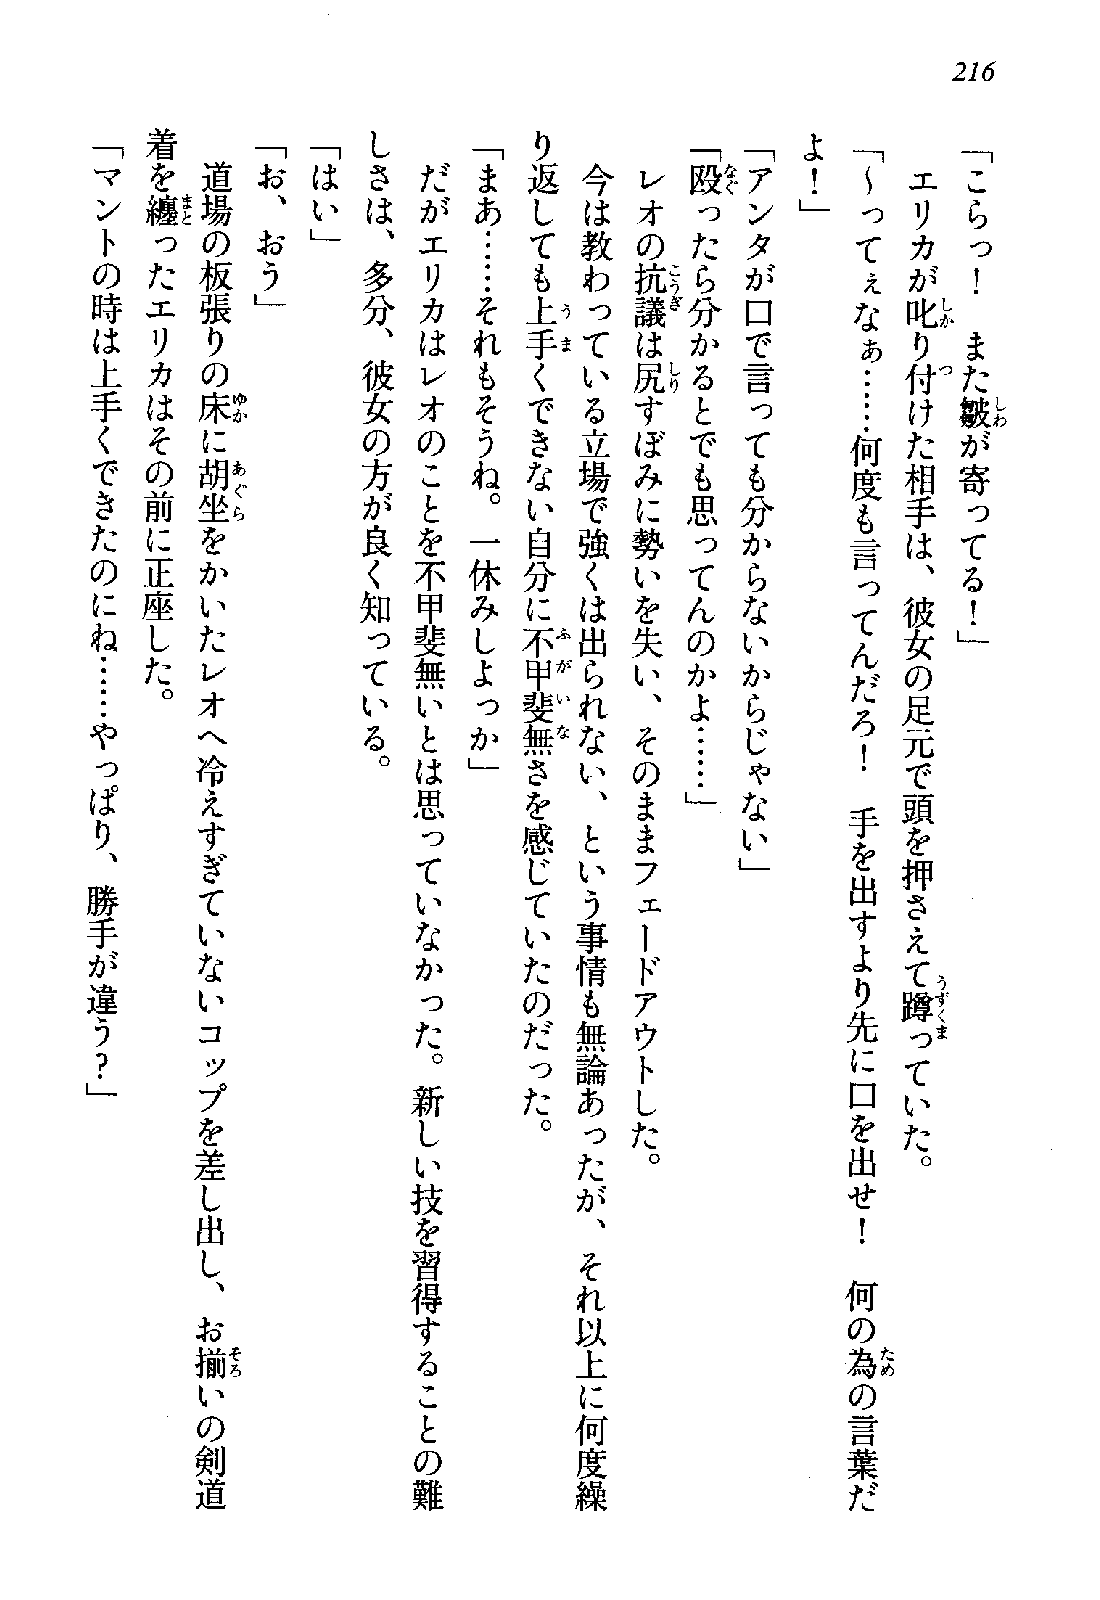 216
「こらっ！　また皺が寄ってる！」
　エリカが叱り付けた相手は、彼女の足元で頭を押さえて蹲っていた。
「～ってぇなぁ……何度も言ってんだろ！　手を出すより先に口を出せ！　何の為の言葉だ
よ！」
「アンタが口で言っても分からないからじゃない」
「殴ったら分かるとでも思ってんのかよ……」
　レオの抗議は尻すぼみに勢いを失い、そのままフェードアウトした。
　今は教わっている立場で強くは出られない、という事情も無論あったが、それ以上に何度繰
り返しても上手くできない自分に不甲斐無さを感じていたのだった。
「まあ……それもそうね。一休みしよっか」
　だがエリカはレオのことを不甲斐無いとは思っていなかった。新しい技を習得することの難
しさは、多分、彼女の方が良く知っている。
「はい」
「お、おう」
　道場の板張りの床に胡坐をかいたレオへ冷えすぎていないコップを差し出し、お揃いの剣道
着を纏ったエリカはその前に正座した。
「マントの時は上手くできたのにね……やっぱり、勝手が違う？」